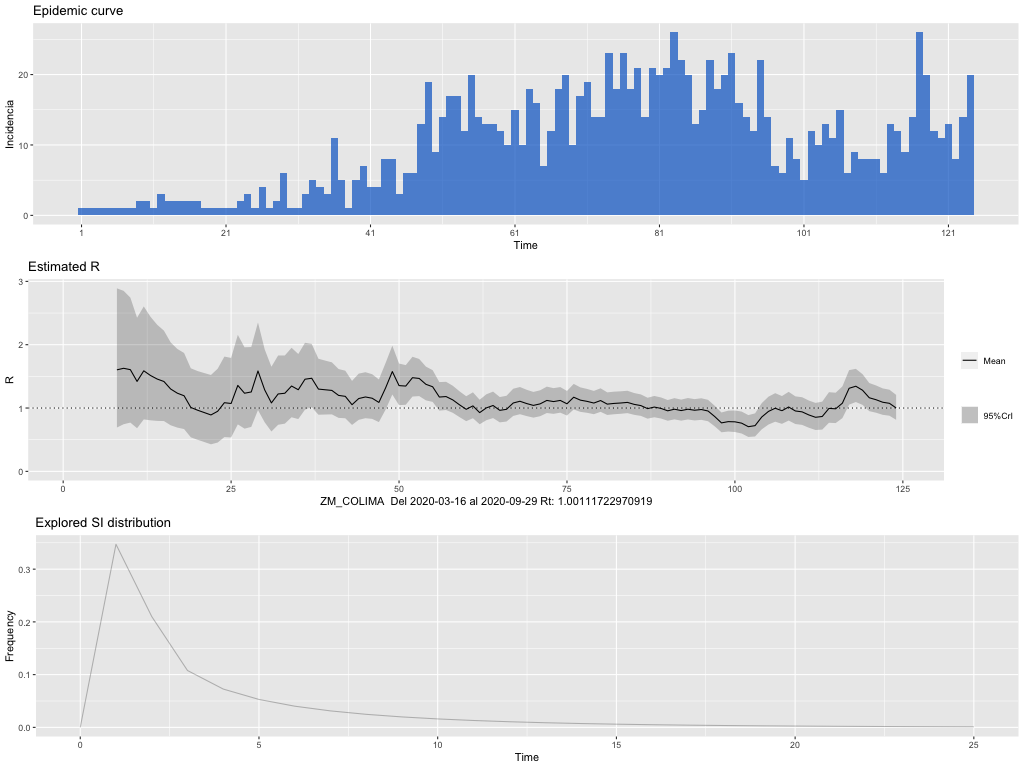 Epidemic curve
Incidencia
20
10
0
1 21 41 61 81 101 121
Time
Estimated R
R
3
2
1
0
0 25 50 75 100 125
Mean
95%CrI
ZM_COLIMA Del 2020-03-16 al 2020-09-29 Rt: 1.00111722970919
Explored SI distribution
Frequency
0.3
0.2
0.1
0.0
0 5 10 15 20 25
Time